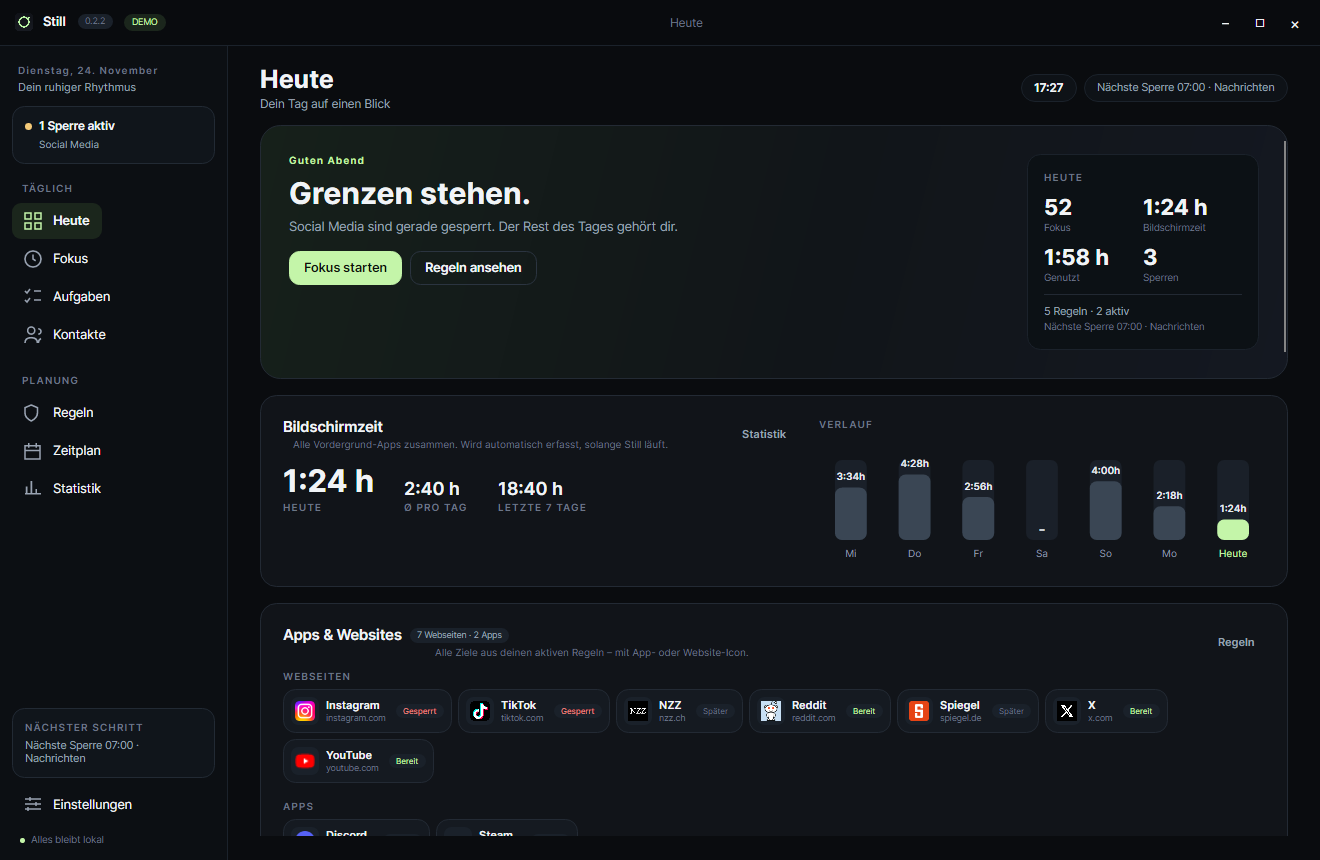 Still 0.2.2 DEMO
Heute
Dienstag, 24. November
Dein ruhiger Rhythmus
1 Sperre aktiv
Social Media
TÄGLICH
Heute
Fokus
Aufgaben
Kontakte
PLANUNG
Regeln
Zeitplan
Statistik
NÄCHSTER SCHRITT
Nächste Sperre 07:00 ·
Nachrichten
Einstellungen
Alles bleibt lokal
Heute
Dein Tag auf einen Blick
17:27
Nächste Sperre 07:00 · Nachrichten
Guten Abend
Grenzen stehen.
Social Media sind gerade gesperrt. Der Rest des Tages gehört dir.
Fokus starten
Regeln ansehen
HEUTE
52 1:24 h
Fokus Bildschirmzeit
1:58 h 3
Genutzt Sperren
5 Regeln · 2 aktiv
Nächste Sperre 07:00 · Nachrichten
Bildschirmzeit
Alle Vordergrund-Apps zusammen. Wird automatisch erfasst, solange Still läuft.
Statistik
1:24 h 2:40 h 18:40 h
HEUTE Ø PRO TAG LETZTE 7 TAGE
VERLAUF
3:34h 4:28h 2:56h – 4:00h 2:18h 1:24h
Mi Do Fr Sa So Mo Heute
Apps & Websites 7 Webseiten · 2 Apps
Alle Ziele aus deinen aktiven Regeln – mit App- oder Website-Icon.
Regeln
WEBSEITEN
Instagram
instagram.com
Gesperrt
TikTok
tiktok.com
Gesperrt
NZZ
NZZ
nzz.ch
Später
Reddit
reddit.com
Bereit
Spiegel
spiegel.de
Später
X
x.com
Bereit
YouTube
youtube.com
Bereit
APPS
Discord
Steam